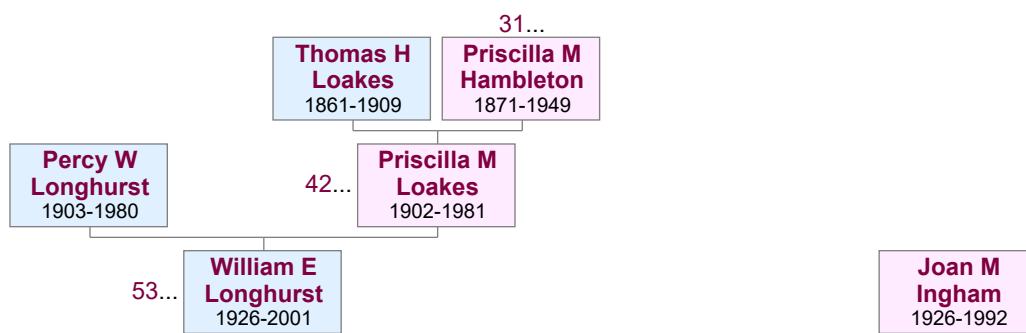 31...
Thomas H
Loakes
1861-1909
Priscilla M
Hambleton
1871-1949
Percy W
Longhurst
1903-1980
42...
Priscilla M
Loakes
1902-1981
53...
William E
Longhurst
1926-2001
Joan M
Ingham
1926-1992